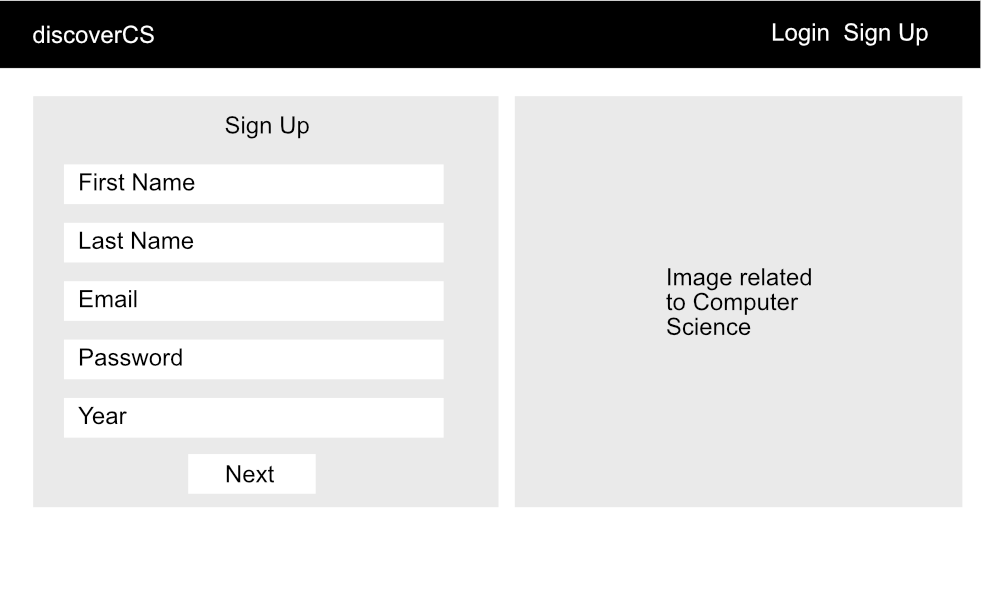 discoverCS
Login Sign Up
Sign Up
First Name
Last Name
Email
Password
Year
Next
Image related
to Computer
Science